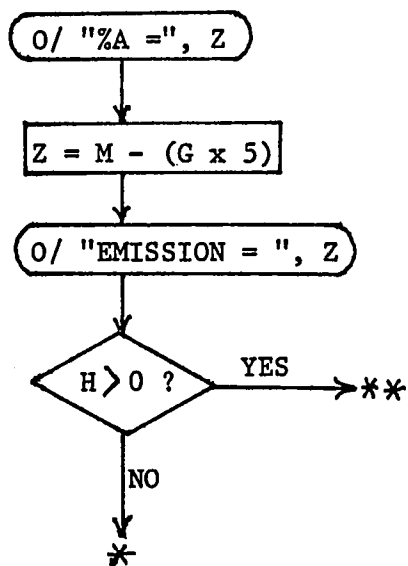 O/ "%A =", Z
Z = M - (G x 5)
O/ "EMISSION = ", Z
H > 0 ?
YES
**
NO
*